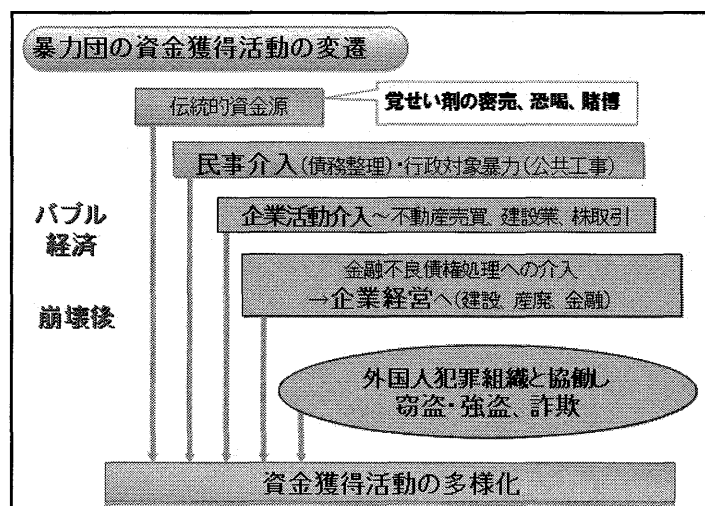 暴力団の資金獲得活動の変遷
伝統的資金源
覚せい剤の密売、恐喝、賭博
民事介入(債務整理)・行政対象暴力(公共工事)
バブル
経済
企業活動介入～不動産売買、建設業、株取引
金融不良債権処理への介入
→企業経営へ(建設、産廃、金融)
崩壊後
外国人犯罪組織と協働し
窃盗・強盗、詐欺
資金獲得活動の多様化